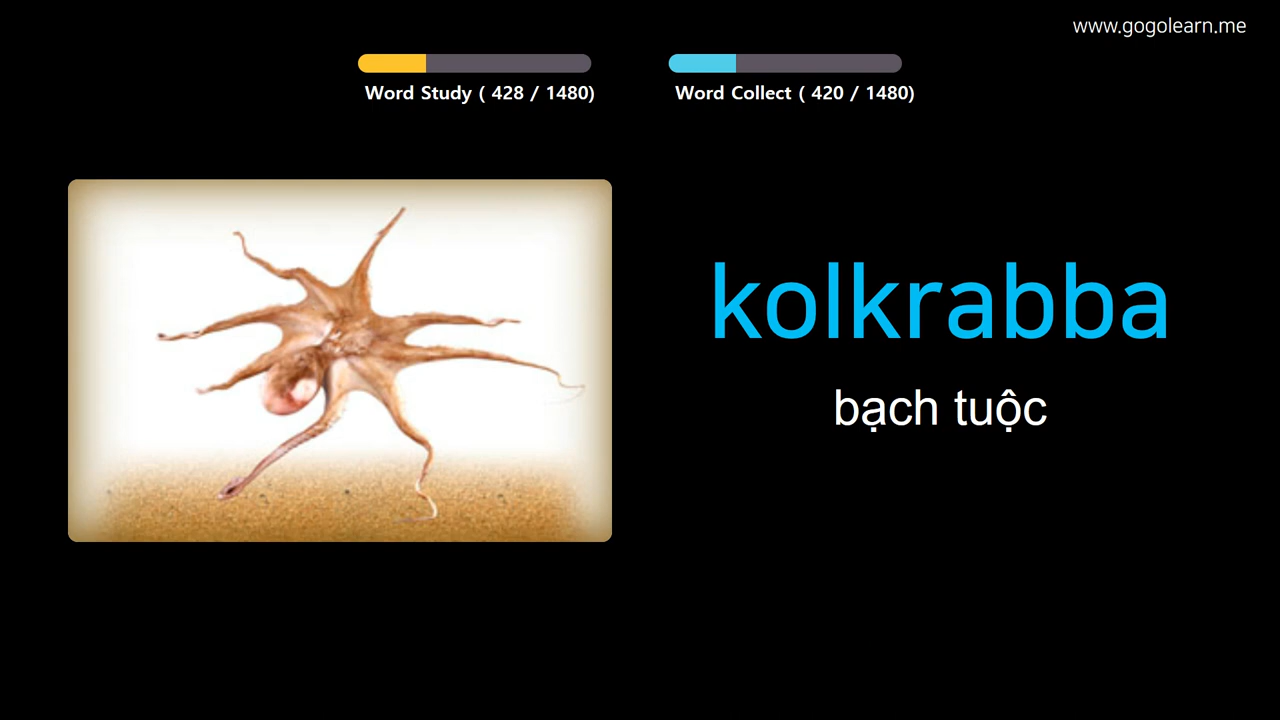 www.gogolearn.me
Word Study ( 428 / 1480)
Word Collect ( 420 / 1480)
kolkrabba
bạch tuộc